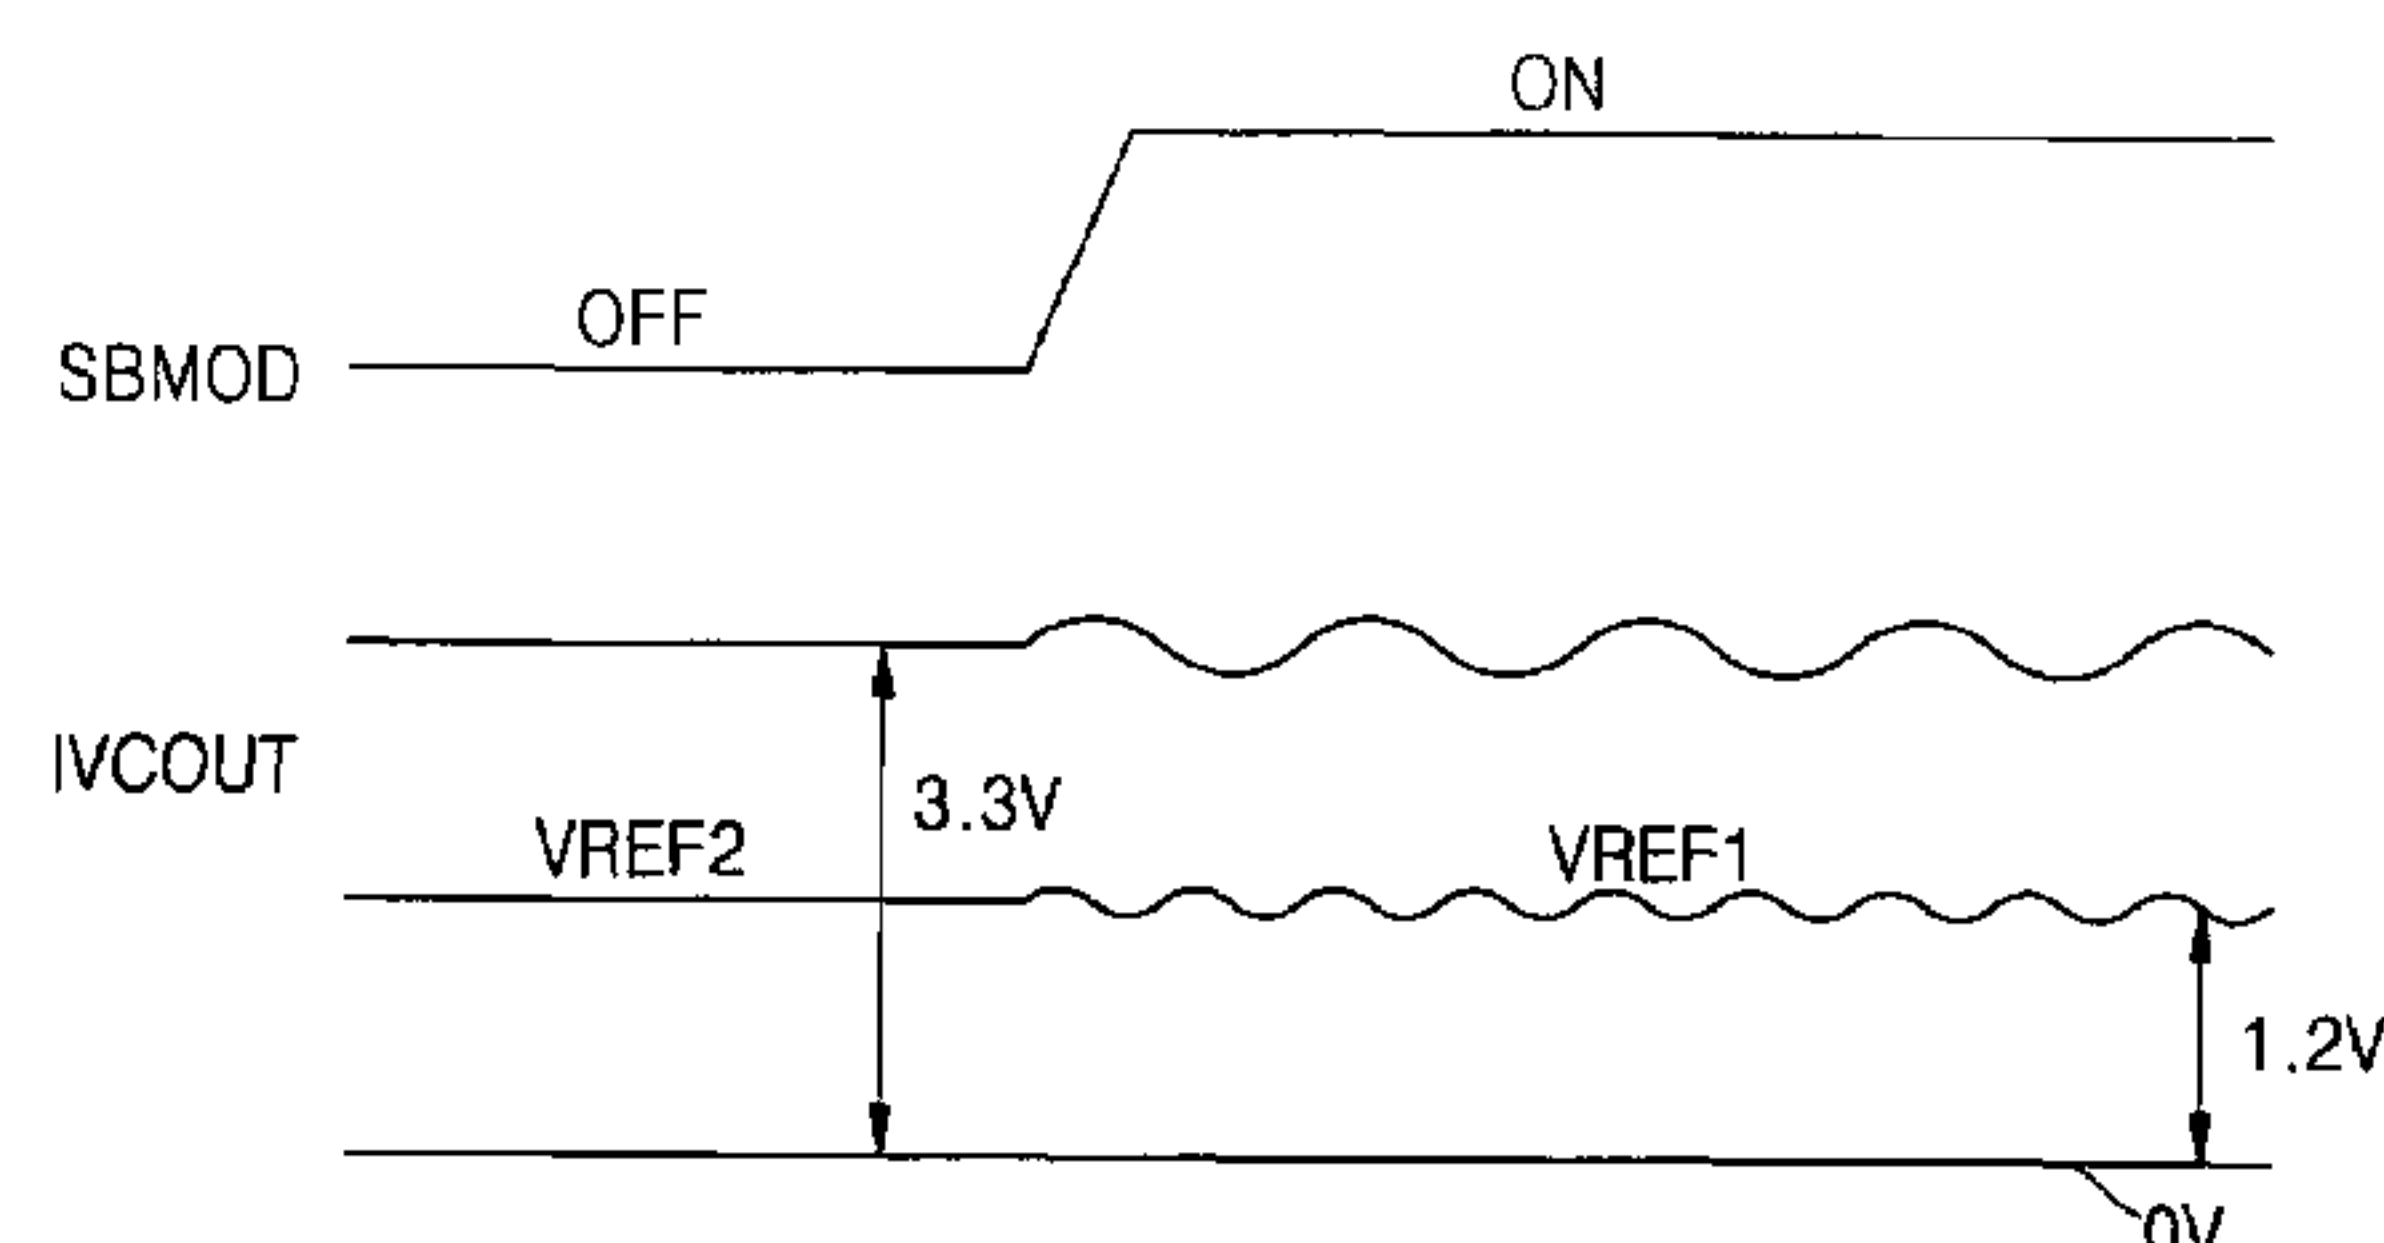 ON
OFF
SBMOD
IVCOUT
3.3V
VREF2
VREF1
1.2V
0V